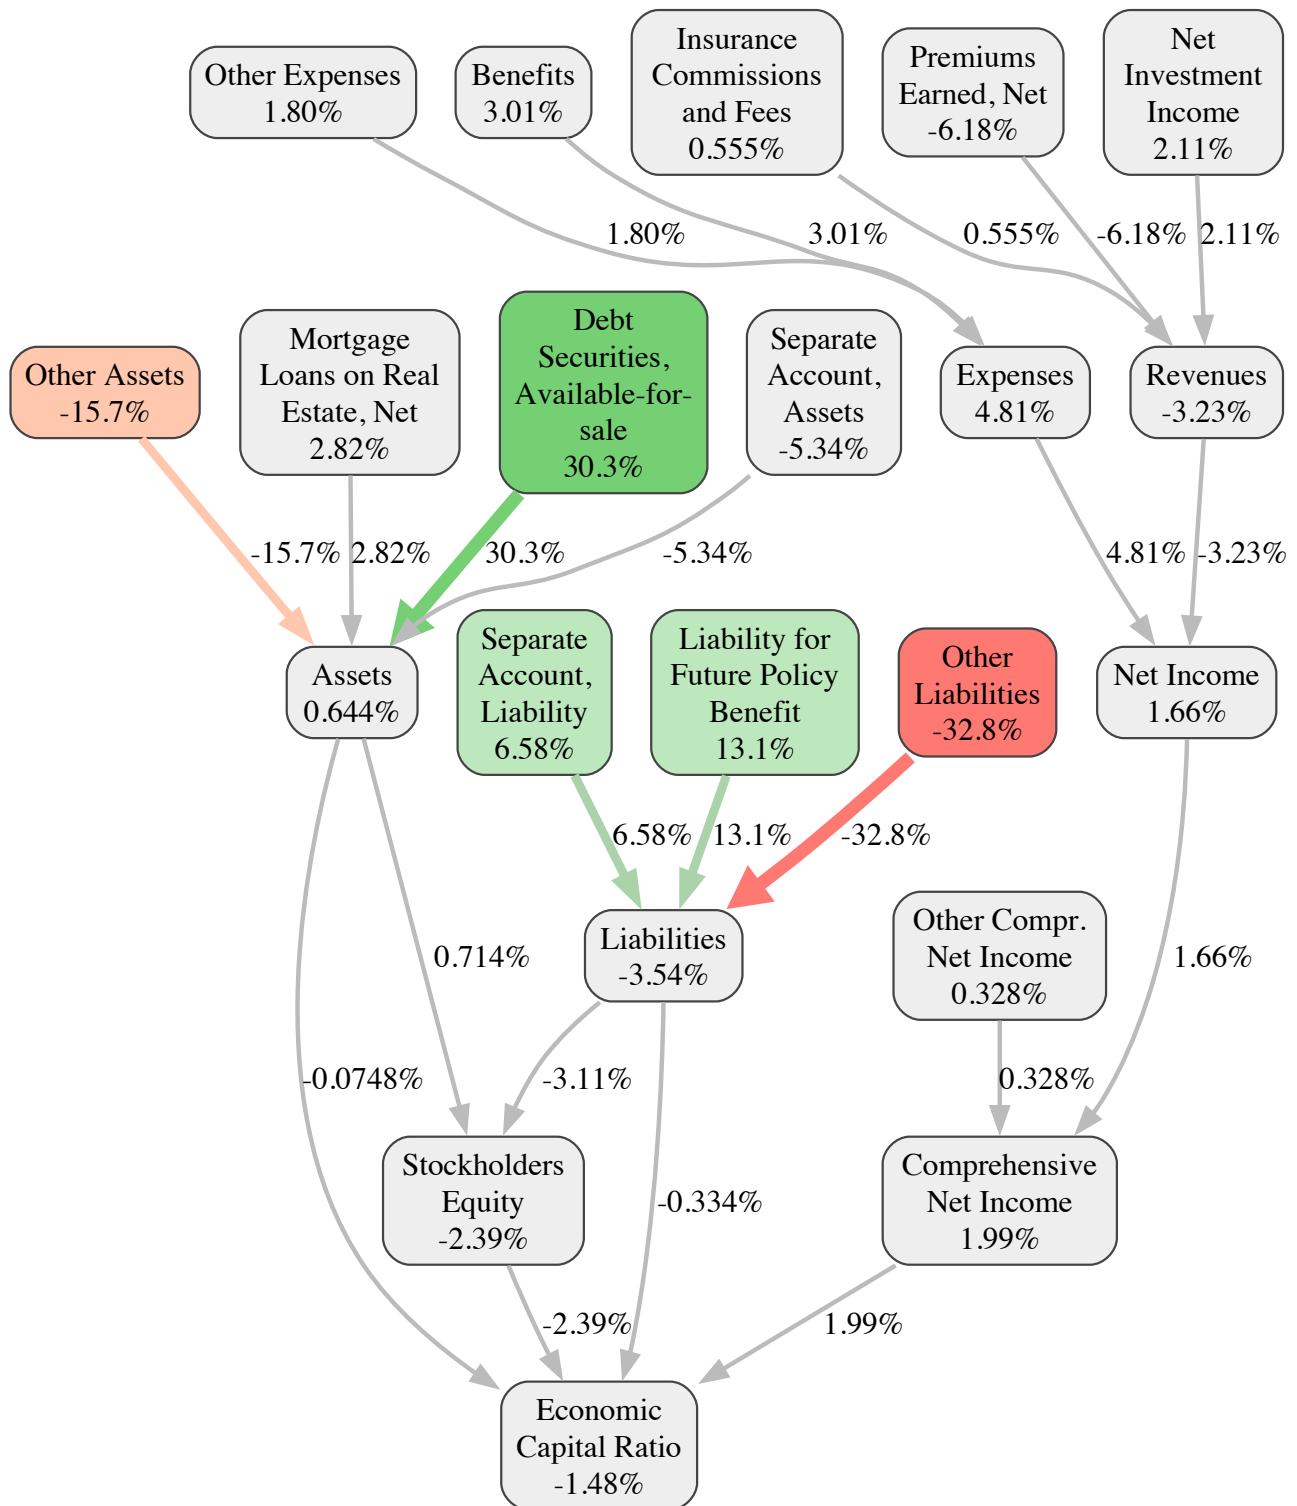 Other Expenses
1.80%
Benefits
3.01%
Insurance
Commissions
and Fees
0.555%
Premiums
Earned, Net
-6.18%
Net
Investment
Income
2.11%
1.80%
3.01%
0.555%
-6.18%
2.11%
Other Assets
-15.7%
Mortgage
Loans on Real
Estate, Net
2.82%
Debt
Securities,
Available-for-
sale
30.3%
Separate
Account,
Assets
-5.34%
Expenses
4.81%
Revenues
-3.23%
-15.7%
2.82%
30.3%
-5.34%
4.81%
-3.23%
Assets
0.644%
Separate
Account,
Liability
6.58%
Liability for
Future Policy
Benefit
13.1%
Other
Liabilities
-32.8%
Net Income
1.66%
6.58%
13.1%
-32.8%
0.714%
Liabilities
-3.54%
Other Compr.
Net Income
0.328%
1.66%
-0.0748%
-3.11%
0.328%
Stockholders
Equity
-2.39%
-0.334%
Comprehensive
Net Income
1.99%
-2.39%
1.99%
Economic
Capital Ratio
-1.48%